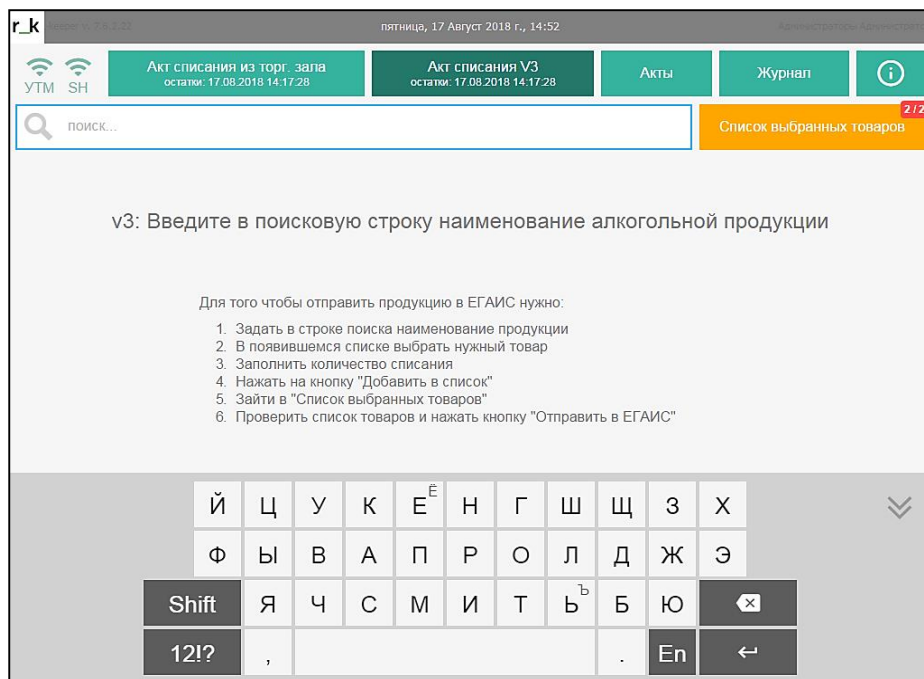 r_k
пятница, 17 Август 2018 г., 14:52
УТМ SH
Акт списания из торг. зала
остатки: 17.08.2018 14:17:28
Акт списания V3
остатки: 17.08.2018 14:17:28
Акты
Журнал
поиск...
Список выбранных товаров
2/2
v3: Введите в поисковую строку наименование алкогольной продукции
Для того чтобы отправить продукцию в ЕГАИС нужно:
1. Задать в строке поиска наименование продукции
2. В появившемся списке выбрать нужный товар
3. Заполнить количество списания
4. Нажать на кнопку "Добавить в список"
5. Зайти в "Список выбранных товаров"
6. Проверить список товаров и нажать кнопку "Отправить в ЕГАИС"
Й Ц У К Е Ё Н Г Ш Щ З Х
Ф Ы В А П Р О Л Д Ж Э
Shift Я Ч С М И Т Ь Ъ Б Ю
12!? , . En